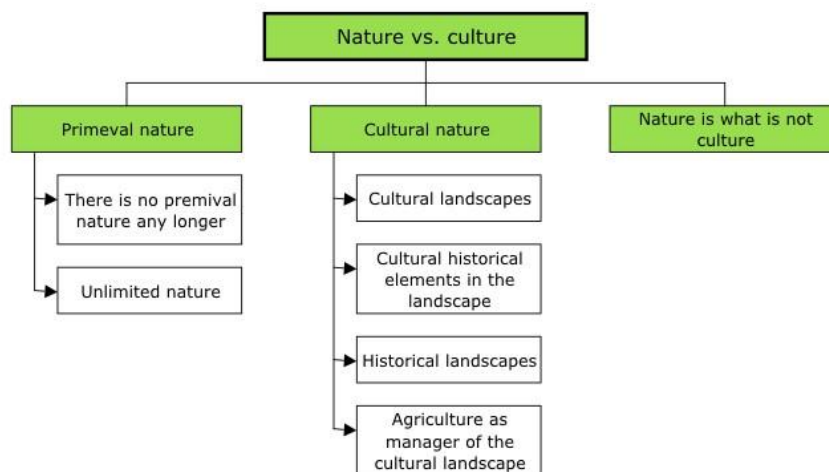 Nature vs. culture
Primeval nature
There is no premival
nature any longer
Unlimited nature
Cultural nature
Cultural landscapes
Cultural historical
elements in the
landscape
Historical landscapes
Agriculture as
manager of the
cultural landscape
Nature is what is not
culture